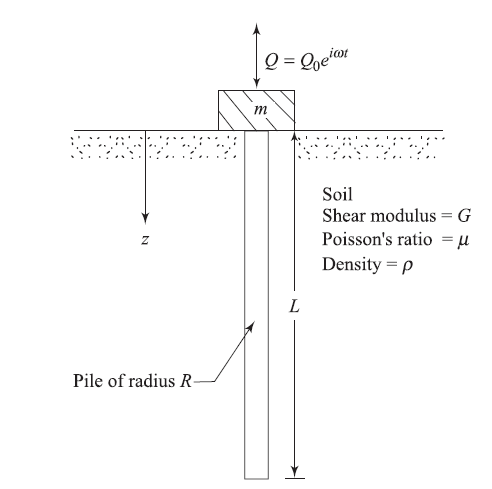 Q = Q₀e^{iωt}
m
Soil
Shear modulus = G
Poisson's ratio = μ
Density = ρ
z
L
Pile of radius R